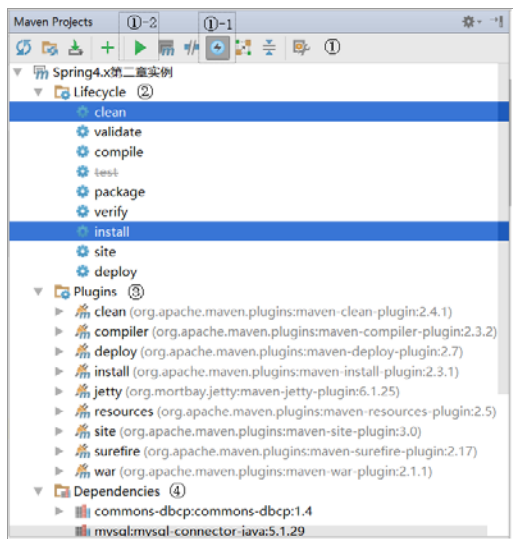 Maven Projects ①-2 ①-1
①
Spring4.x第二章实例
Lifecycle ②
clean
validate
compile
test
package
verify
install
site
deploy
Plugins ③
clean (org.apache.maven.plugins:maven-clean-plugin:2.4.1)
compiler (org.apache.maven.plugins:maven-compiler-plugin:2.3.2)
deploy (org.apache.maven.plugins:maven-deploy-plugin:2.7)
install (org.apache.maven.plugins:maven-install-plugin:2.3.1)
jetty (org.mortbay.jetty:maven-jetty-plugin:6.1.25)
resources (org.apache.maven.plugins:maven-resources-plugin:2.5)
site (org.apache.maven.plugins:maven-site-plugin:3.0)
surefire (org.apache.maven.plugins:maven-surefire-plugin:2.17)
war (org.apache.maven.plugins:maven-war-plugin:2.1.1)
Dependencies ④
commons-dbcp:commons-dbcp:1.4
mysql:mysql-connector-java:5.1.29